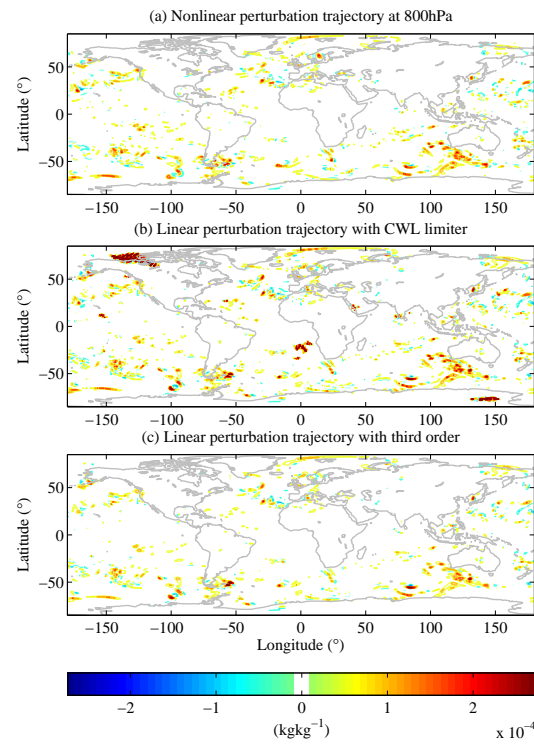 (a) Nonlinear perturbation trajectory at 800hPa
Latitude (°)
50
0
−50
−150 −100 −50 0 50 100 150
(b) Linear perturbation trajectory with CWL limiter
Latitude (°)
50
0
−50
−150 −100 −50 0 50 100 150
(c) Linear perturbation trajectory with third order
Latitude (°)
50
0
−50
−150 −100 −50 0 50 100 150
Longitude (°)
−2 −1 0 1 2
(kgkg⁻¹)
x 10⁻⁴